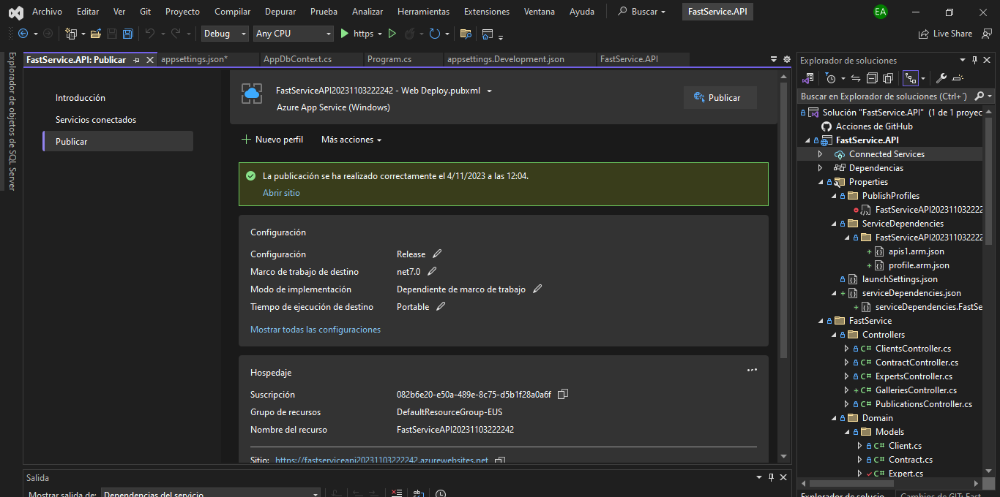 Archivo Editar Ver Git Proyecto Compilar Depurar Prueba Analizar Herramientas Extensiones Ventana Ayuda Buscar FastService.API EA
Debug Any CPU https Live Share
Explorador de objetos de SQL Server
FastService.API: Publicar appsettings.json* AppDbContext.cs Program.cs appsettings.Development.json FastService.API
Introducción
Servicios conectados
Publicar
FastServiceAPI20231103222242 - Web Deploy.pubxml
Azure App Service (Windows)
Publicar
Nuevo perfil Más acciones
La publicación se ha realizado correctamente el 4/11/2023 a las 12:04.
Abrir sitio
Configuración
Configuración Release
Marco de trabajo de destino net7.0
Modo de implementación Dependiente de marco de trabajo
Tiempo de ejecución de destino Portable
Mostrar todas las configuraciones
Hospedaje
Suscripción 082b6e20-e50a-489e-8c75-d5b1f28a0a6f
Grupo de recursos DefaultResourceGroup-EUS
Nombre del recurso FastServiceAPI20231103222242
Sitio: https://fastserviceapi20231103222242.azurewebsites.net
Salida
Mostrar salida de: Dependencias del servicio
Explorador de soluciones
Buscar en Explorador de soluciones (Ctrl+´)
Solución "FastService.API" (1 de 1 proyec
Acciones de GitHub
FastService.API
Connected Services
Dependencias
Properties
PublishProfiles
FastServiceAPI202311032222
ServiceDependencies
FastServiceAPI202311032222
apis1.arm.json
profile.arm.json
launchSettings.json
serviceDependencies.json
serviceDependencies.FastSe
FastService
Controllers
C# ClientsController.cs
C# ContractController.cs
C# ExpertsController.cs
C# GalleriesController.cs
C# PublicationsController.cs
Domain
Models
C# Client.cs
C# Contract.cs
C# Expert.cs
Explorador de solucio... Cambios de GIT: Fast...